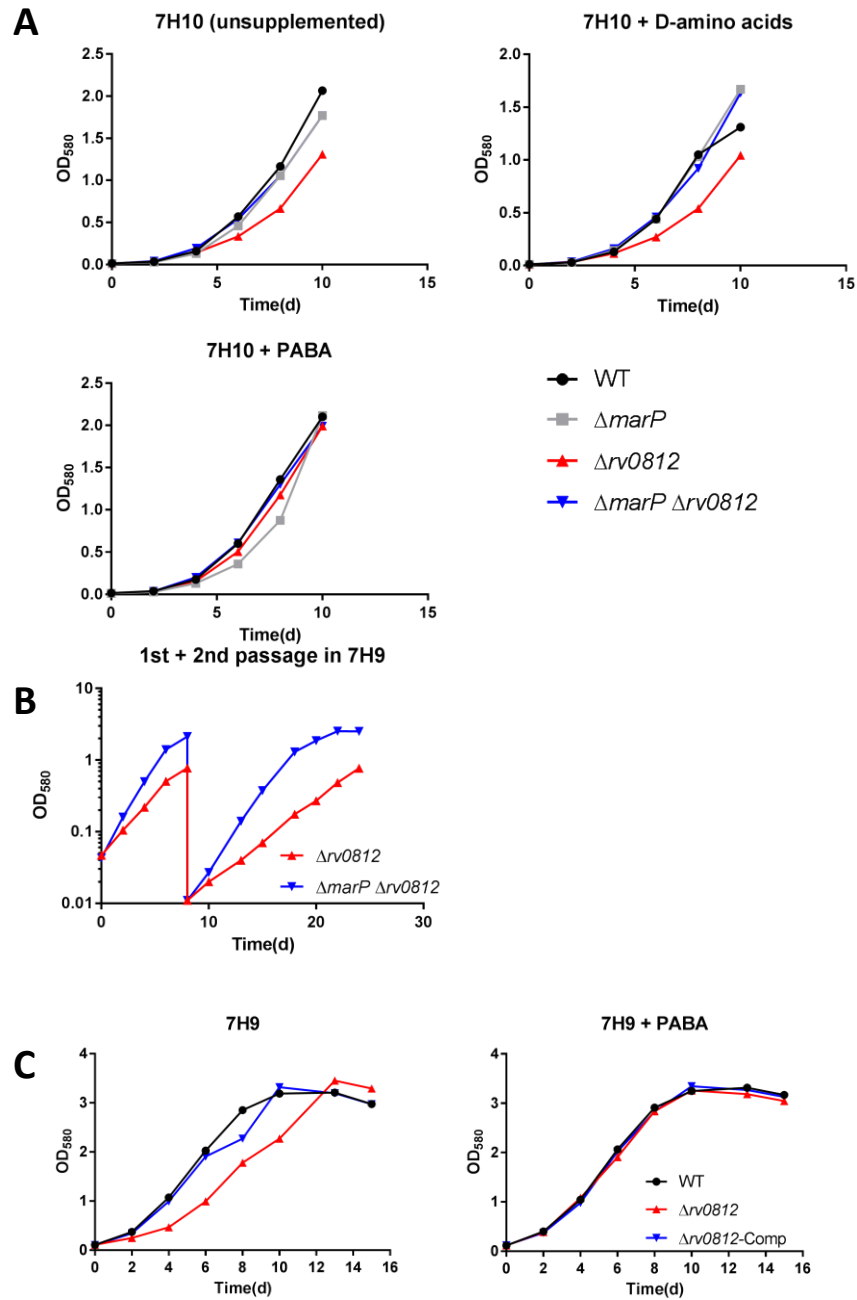 A
7H10 (unsupplemented)
2.5
2.0
1.5
1.0
0.5
0.0
OD580
0 5 10 15
Time(d)
7H10 + D-amino acids
2.0
1.5
1.0
0.5
0.0
OD580
0 5 10 15
Time(d)
7H10 + PABA
2.5
2.0
1.5
1.0
0.5
0.0
OD580
0 5 10 15
Time(d)
WT
ΔmarP
Δrv0812
ΔmarP Δrv0812
B
1st + 2nd passage in 7H9
10
1
0.1
0.01
OD580
0 10 20 30
Time(d)
Δrv0812
ΔmarP Δrv0812
C
7H9
4
3
2
1
0
OD580
0 2 4 6 8 10 12 14 16
Time(d)
7H9 + PABA
4
3
2
1
0
OD580
0 2 4 6 8 10 12 14 16
Time(d)
WT
Δrv0812
Δrv0812-Comp